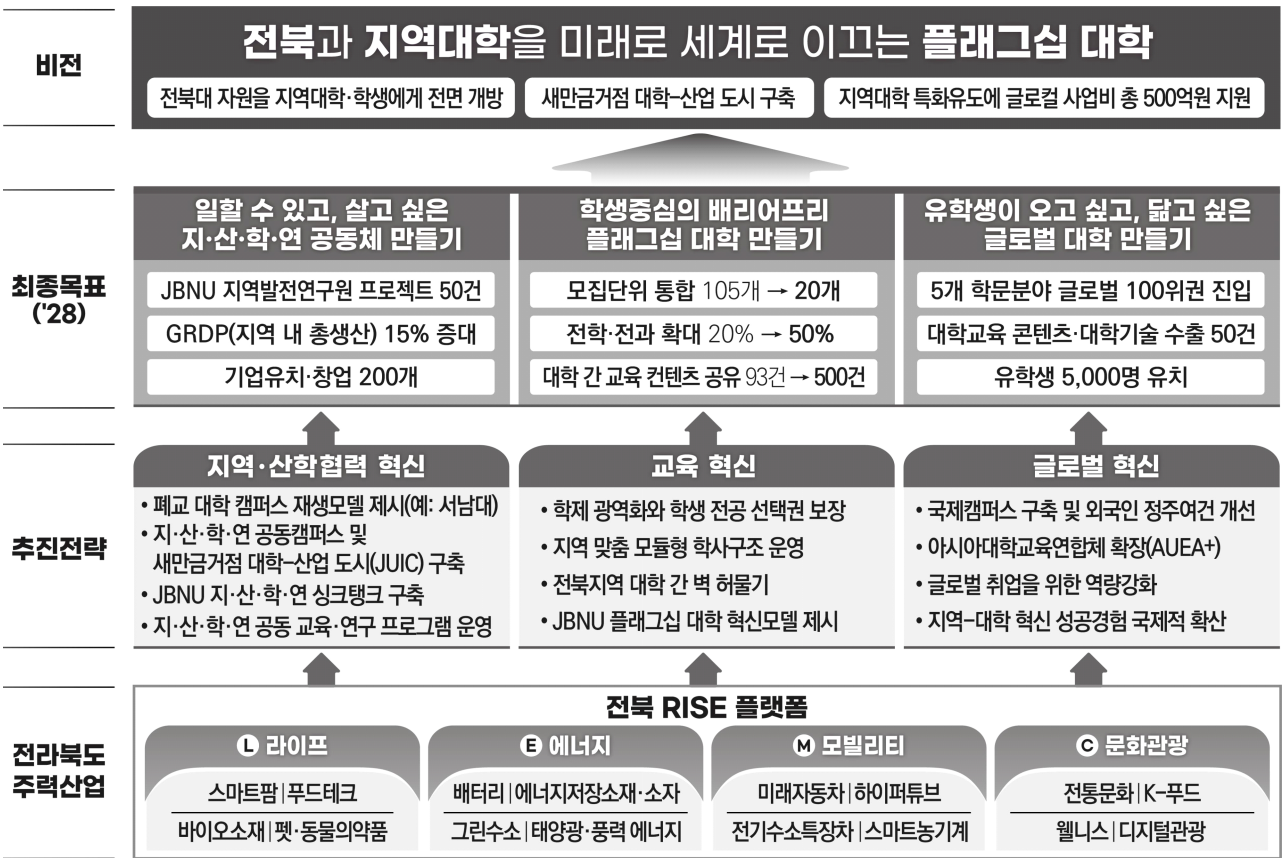 비전
전북과 지역대학을 미래로 세계로 이끄는 플래그십 대학
전북대 자원을 지역대학·학생에게 전면 개방
새만금거점 대학-산업 도시 구축
지역대학 특화유도에 글로컬 사업비 총 500억원 지원
최종목표
('28)
일할 수 있고, 살고 싶은
지·산·학·연 공동체 만들기
JBNU 지역발전연구원 프로젝트 50건
GRDP(지역 내 총생산) 15% 증대
기업유치·창업 200개
학생중심의 배리어프리
플래그십 대학 만들기
모집단위 통합 105개 → 20개
전학·전과 확대 20% → 50%
대학 간 교육 컨텐츠 공유 93건 → 500건
유학생이 오고 싶고, 닮고 싶은
글로벌 대학 만들기
5개 학문분야 글로벌 100위권 진입
대학교육 콘텐츠·대학기술 수출 50건
유학생 5,000명 유치
추진전략
지역·산학협력 혁신
• 폐교 대학 캠퍼스 재생모델 제시(예: 서남대)
• 지·산·학·연 공동캠퍼스 및
새만금거점 대학-산업 도시(JUIC) 구축
• JBNU 지·산·학·연 싱크탱크 구축
• 지·산·학·연 공동 교육·연구 프로그램 운영
교육 혁신
• 학제 광역화와 학생 전공 선택권 보장
• 지역 맞춤 모듈형 학사구조 운영
• 전북지역 대학 간 벽 허물기
• JBNU 플래그십 대학 혁신모델 제시
글로벌 혁신
• 국제캠퍼스 구축 및 외국인 정주여건 개선
• 아시아대학교육연합체 확장(AUEA+)
• 글로벌 취업을 위한 역량강화
• 지역-대학 혁신 성공경험 국제적 확산
전라북도
주력산업
전북 RISE 플랫폼
L 라이프
스마트팜|푸드테크
바이오소재|펫·동물의약품
E 에너지
배터리|에너지저장소재·소자
그린수소|태양광·풍력 에너지
M 모빌리티
미래자동차|하이퍼튜브
전기수소특장차|스마트농기계
C 문화관광
전통문화|K-푸드
웰니스|디지털관광